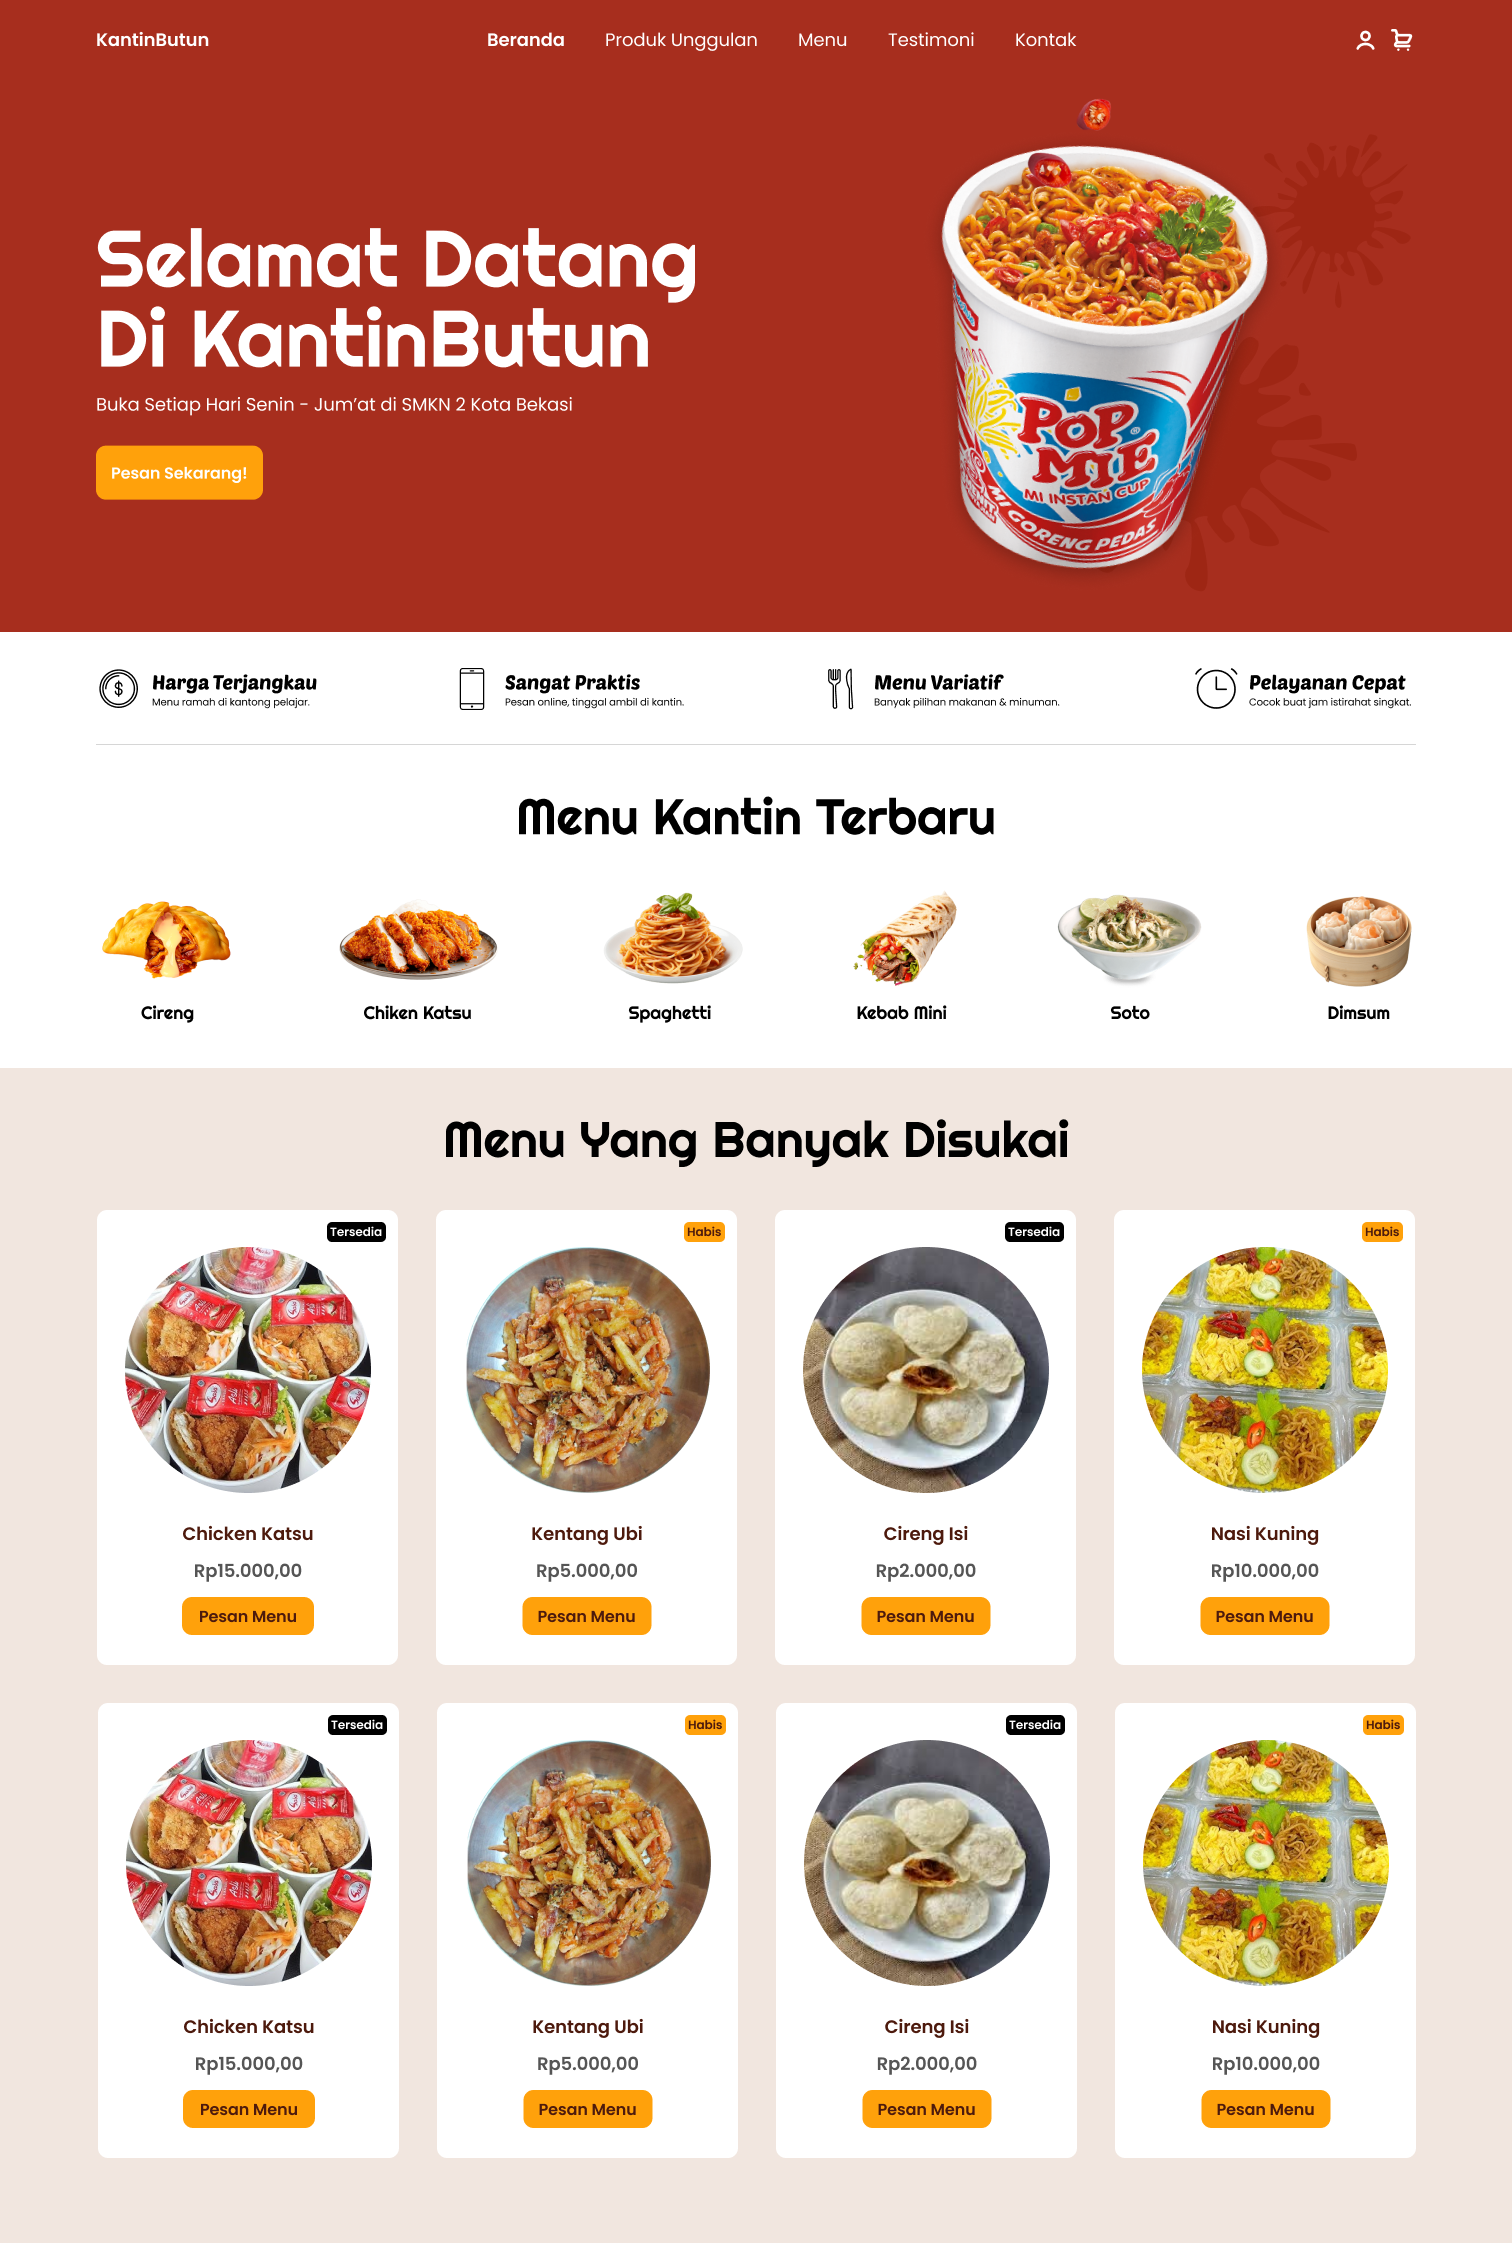 KantinButun
Beranda
Produk Unggulan
Menu
Testimoni
Kontak
Selamat Datang
Di KantinButun
Buka Setiap Hari Senin - Jum’at di SMKN 2 Kota Bekasi
Pesan Sekarang!
POP
MIE
MI INSTAN CUP
MI GORENG PEDAS
Harga Terjangkau
Menu ramah di kantong pelajar.
Sangat Praktis
Pesan online, tinggal ambil di kantin.
Menu Variatif
Banyak pilihan makanan & minuman.
Pelayanan Cepat
Cocok buat jam istirahat singkat.
Menu Kantin Terbaru
Cireng
Chiken Katsu
Spaghetti
Kebab Mini
Soto
Dimsum
Menu Yang Banyak Disukai
Tersedia
Habis
Tersedia
Habis
Chicken Katsu
Kentang Ubi
Cireng Isi
Nasi Kuning
Rp15.000,00
Rp5.000,00
Rp2.000,00
Rp10.000,00
Pesan Menu
Pesan Menu
Pesan Menu
Pesan Menu
Tersedia
Habis
Tersedia
Habis
Chicken Katsu
Kentang Ubi
Cireng Isi
Nasi Kuning
Rp15.000,00
Rp5.000,00
Rp2.000,00
Rp10.000,00
Pesan Menu
Pesan Menu
Pesan Menu
Pesan Menu